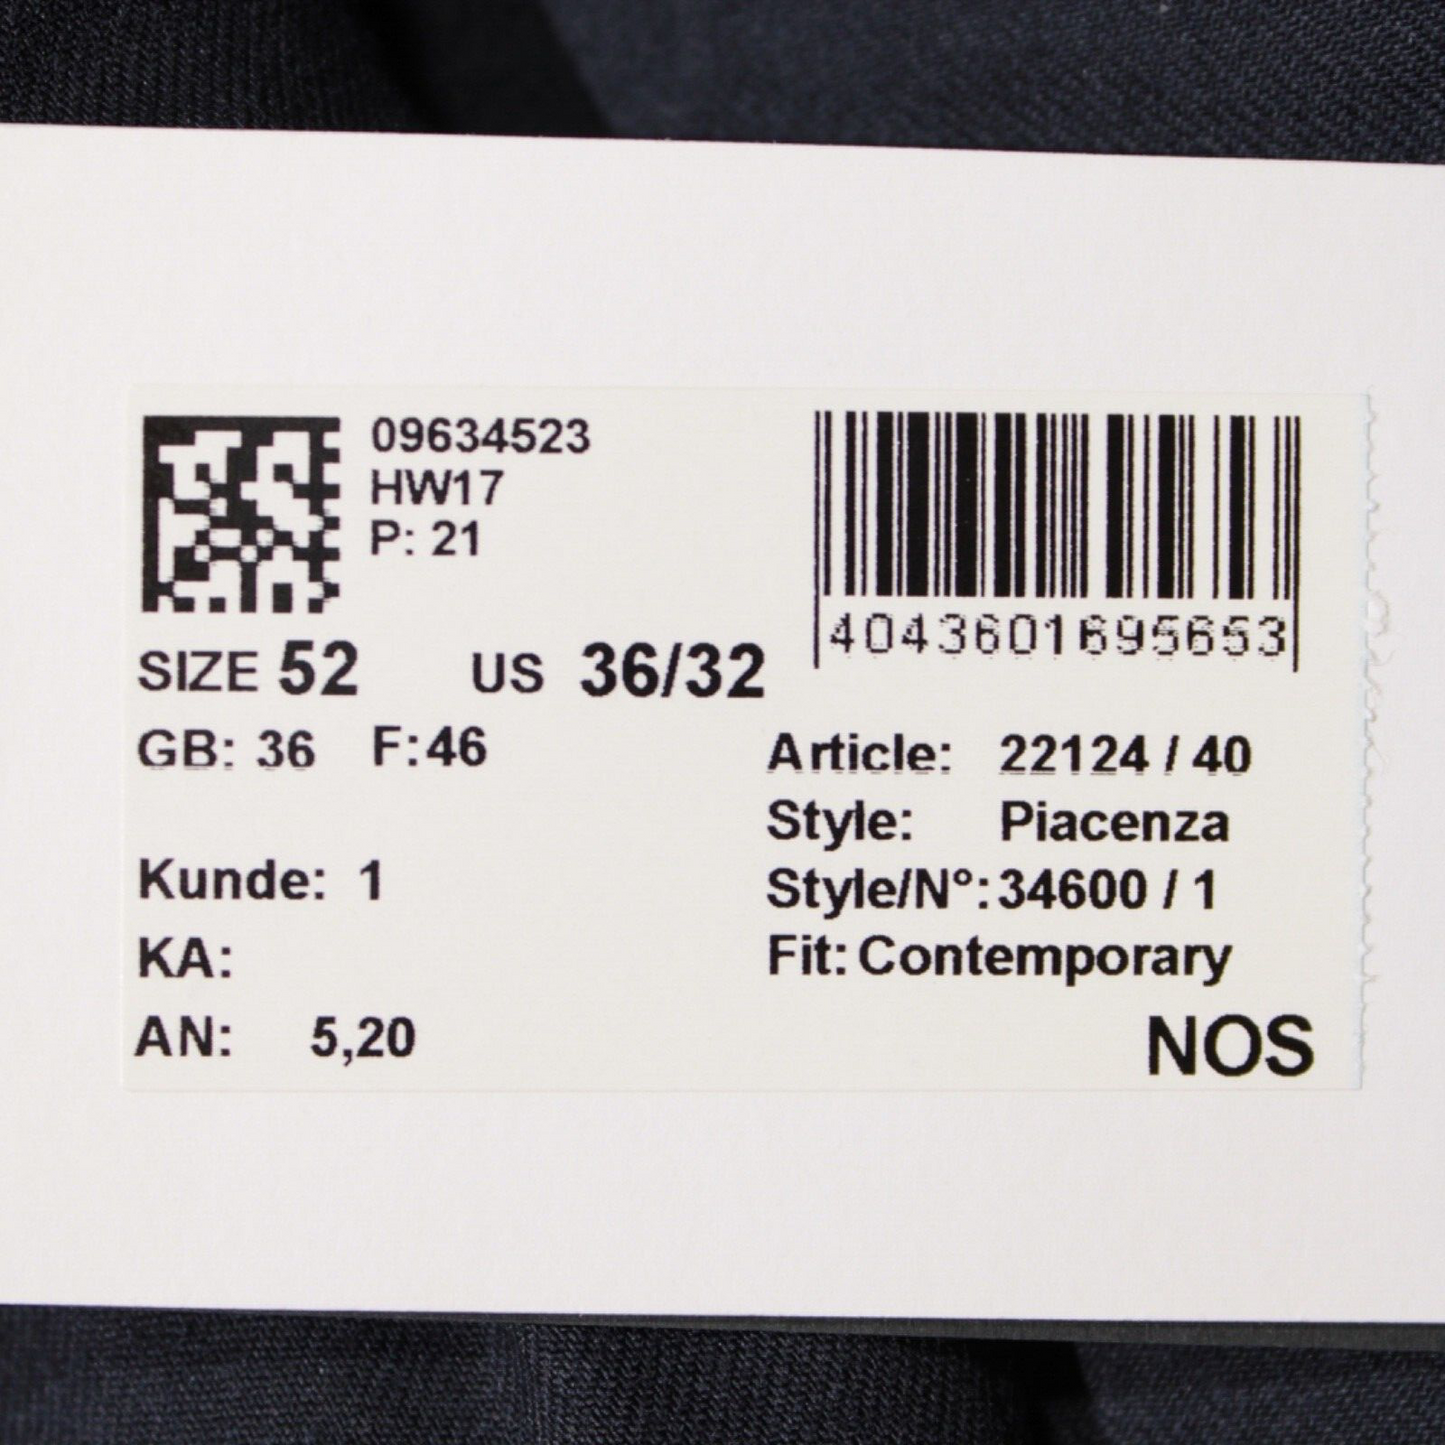 09634523
HW17
P: 21
4043601695653
SIZE 52 US 36/32
GB: 36 F:46
Article: 22124 / 40
Style: Piacenza
Kunde: 1
Style/N°: 34600 / 1
KA:
Fit: Contemporary
AN: 5,20
NOS